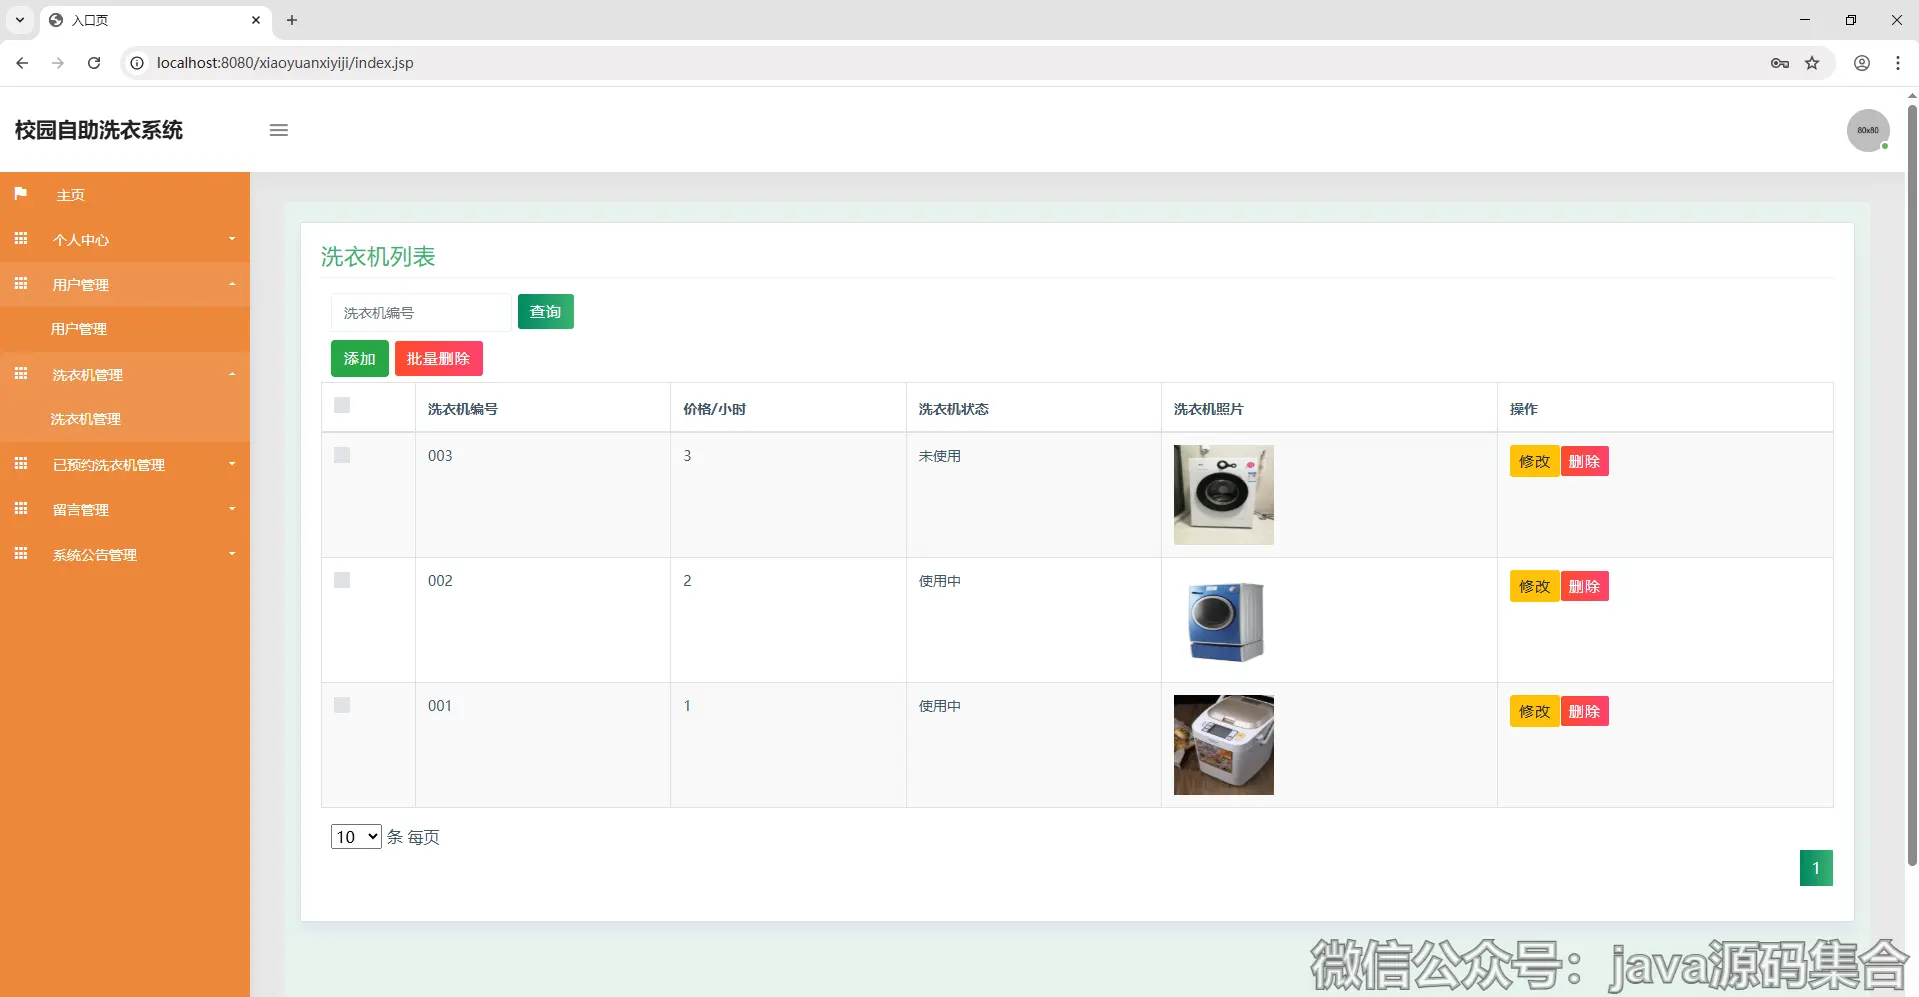 入口页
localhost:8080/xiaoyuanxiyiji/index.jsp
校园自助洗衣系统
80x80
主页
个人中心
用户管理
用户管理
洗衣机管理
洗衣机管理
已预约洗衣机管理
留言管理
系统公告管理
洗衣机列表
洗衣机编号 查询
添加 批量删除
洗衣机编号 价格/小时 洗衣机状态 洗衣机照片 操作
003 3 未使用 修改 删除
002 2 使用中 修改 删除
001 1 使用中 修改 删除
10 条 每页
1
微信公众号：java源码集合